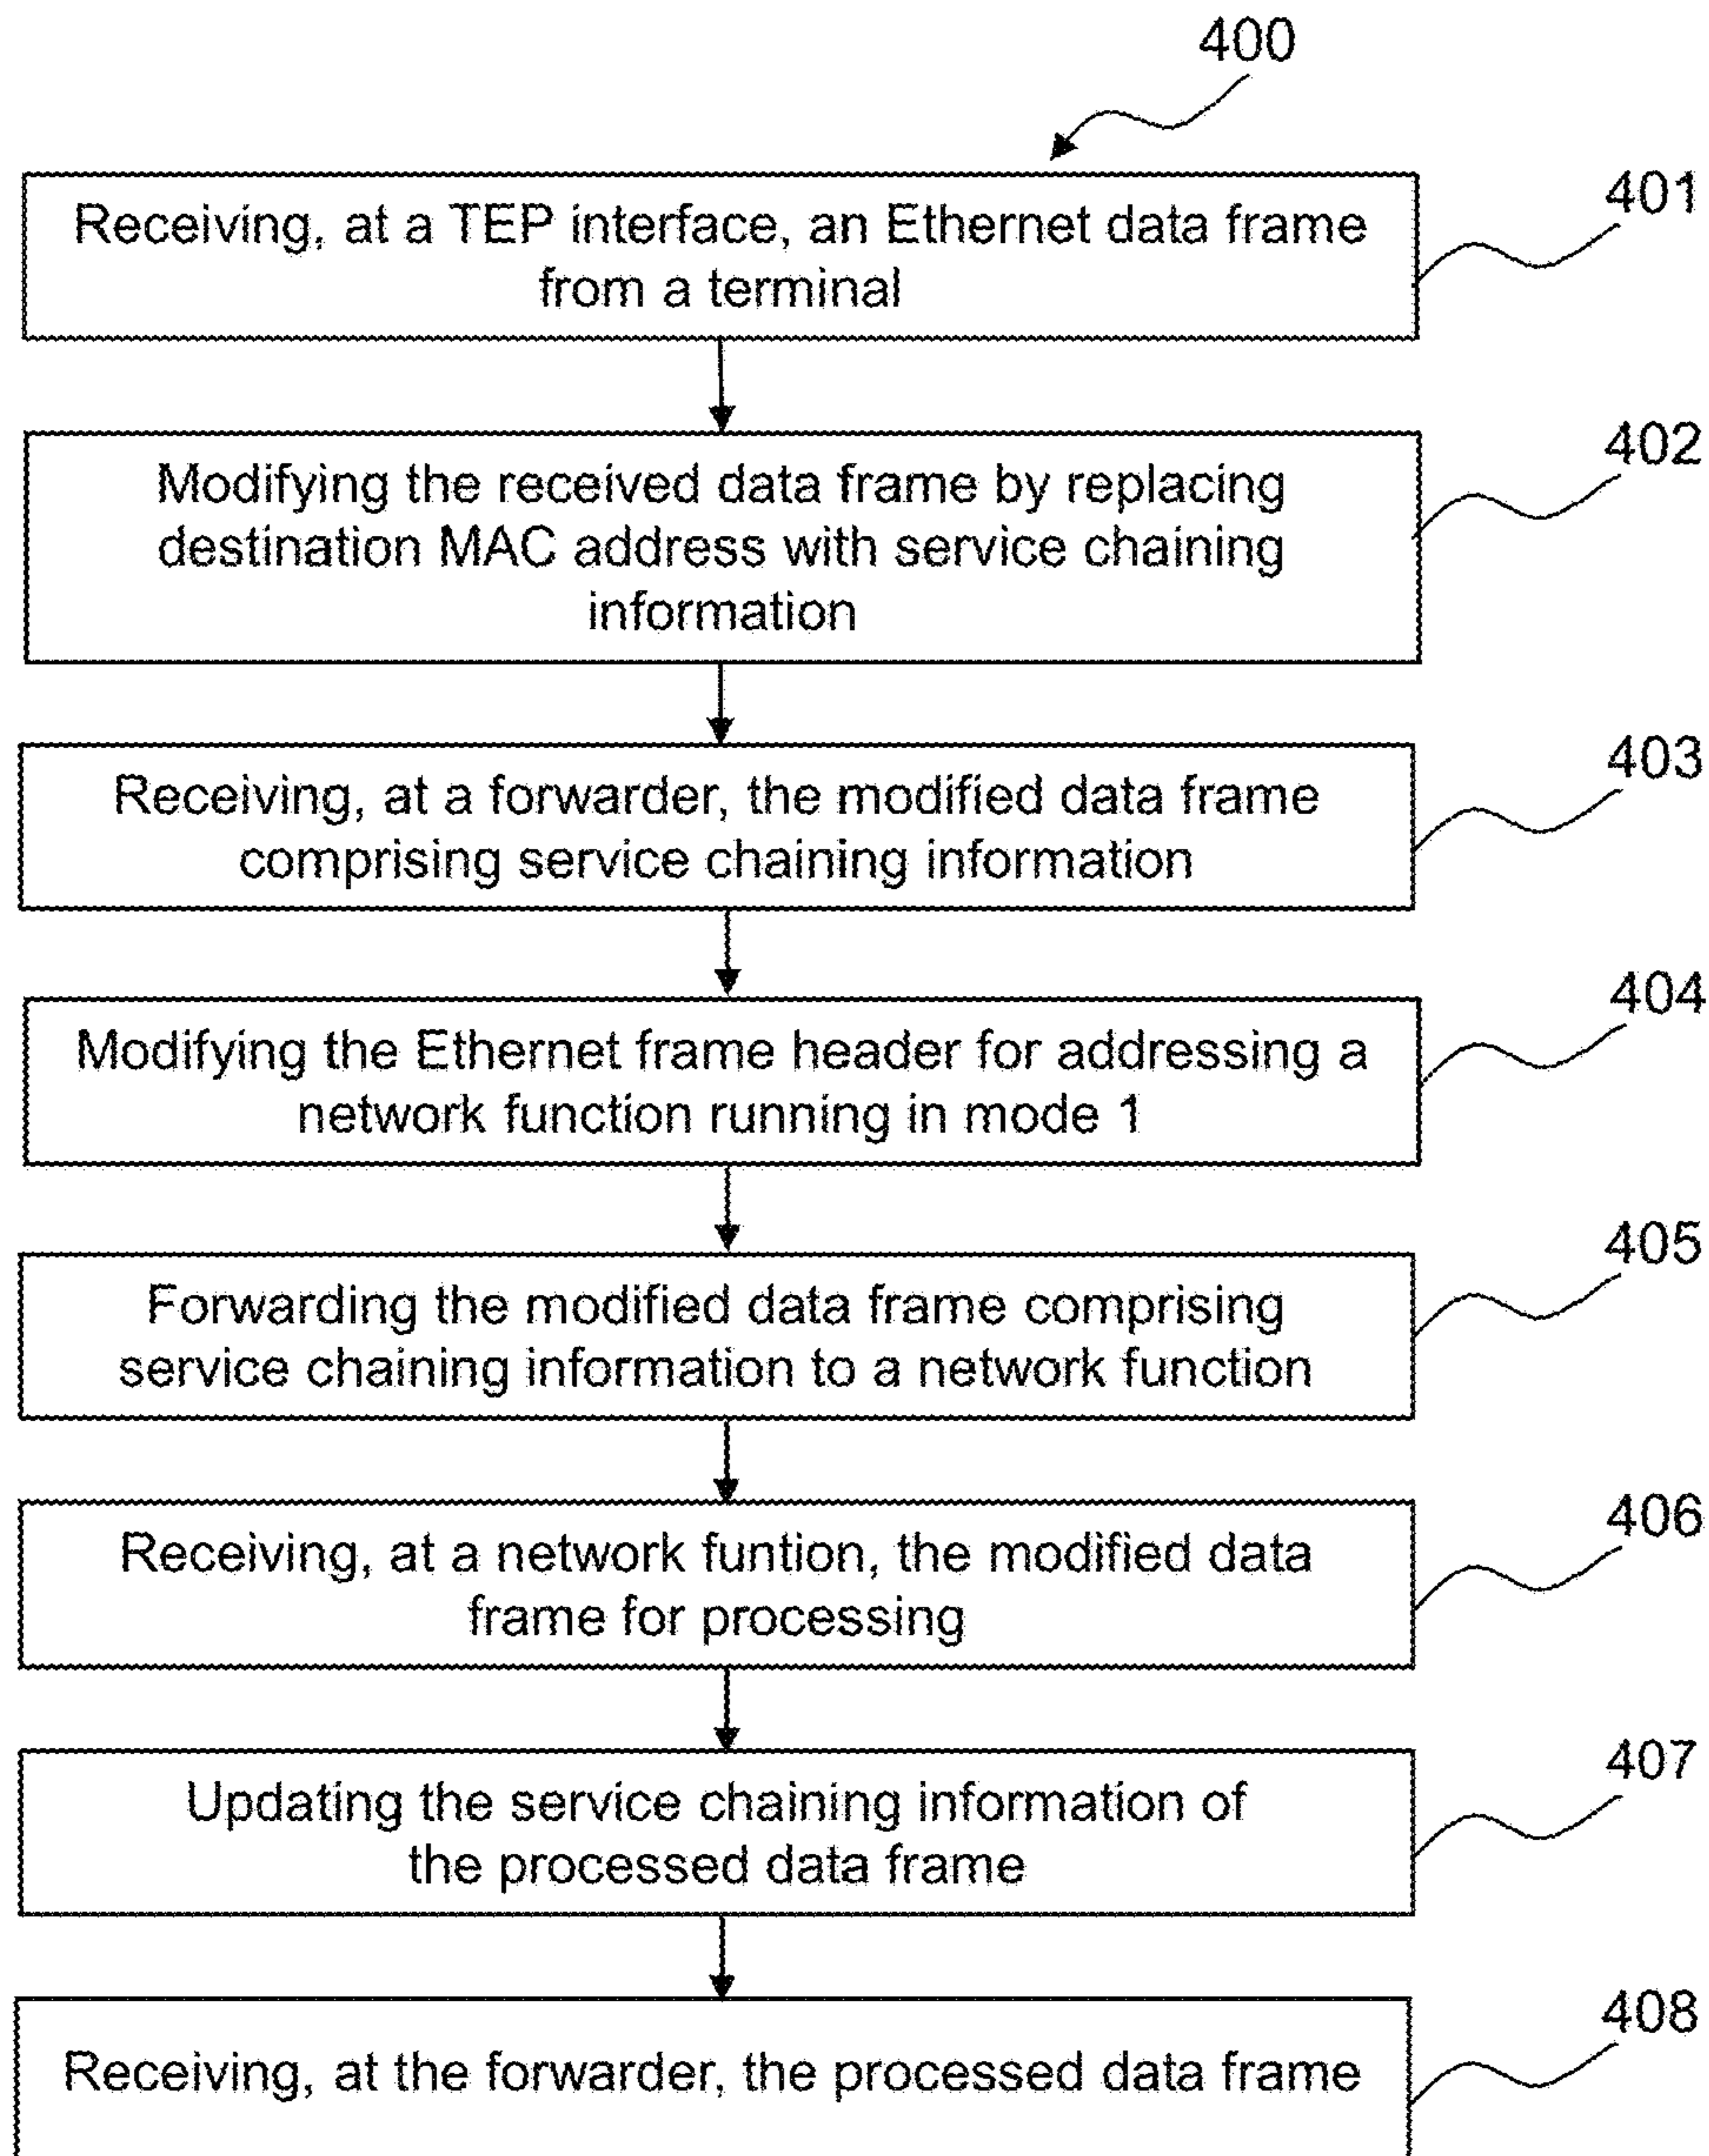 400
Receiving, at a TEP interface, an Ethernet data frame
from a terminal
401
Modifying the received data frame by replacing
destination MAC address with service chaining
information
402
Receiving, at a forwarder, the modified data frame
comprising service chaining information
403
Modifying the Ethernet frame header for addressing a
network function running in mode 1
404
Forwarding the modified data frame comprising
service chaining information to a network function
405
Receiving, at a network funtion, the modified data
frame for processing
406
Updating the service chaining information of
the processed data frame
407
Receiving, at the forwarder, the processed data frame
408